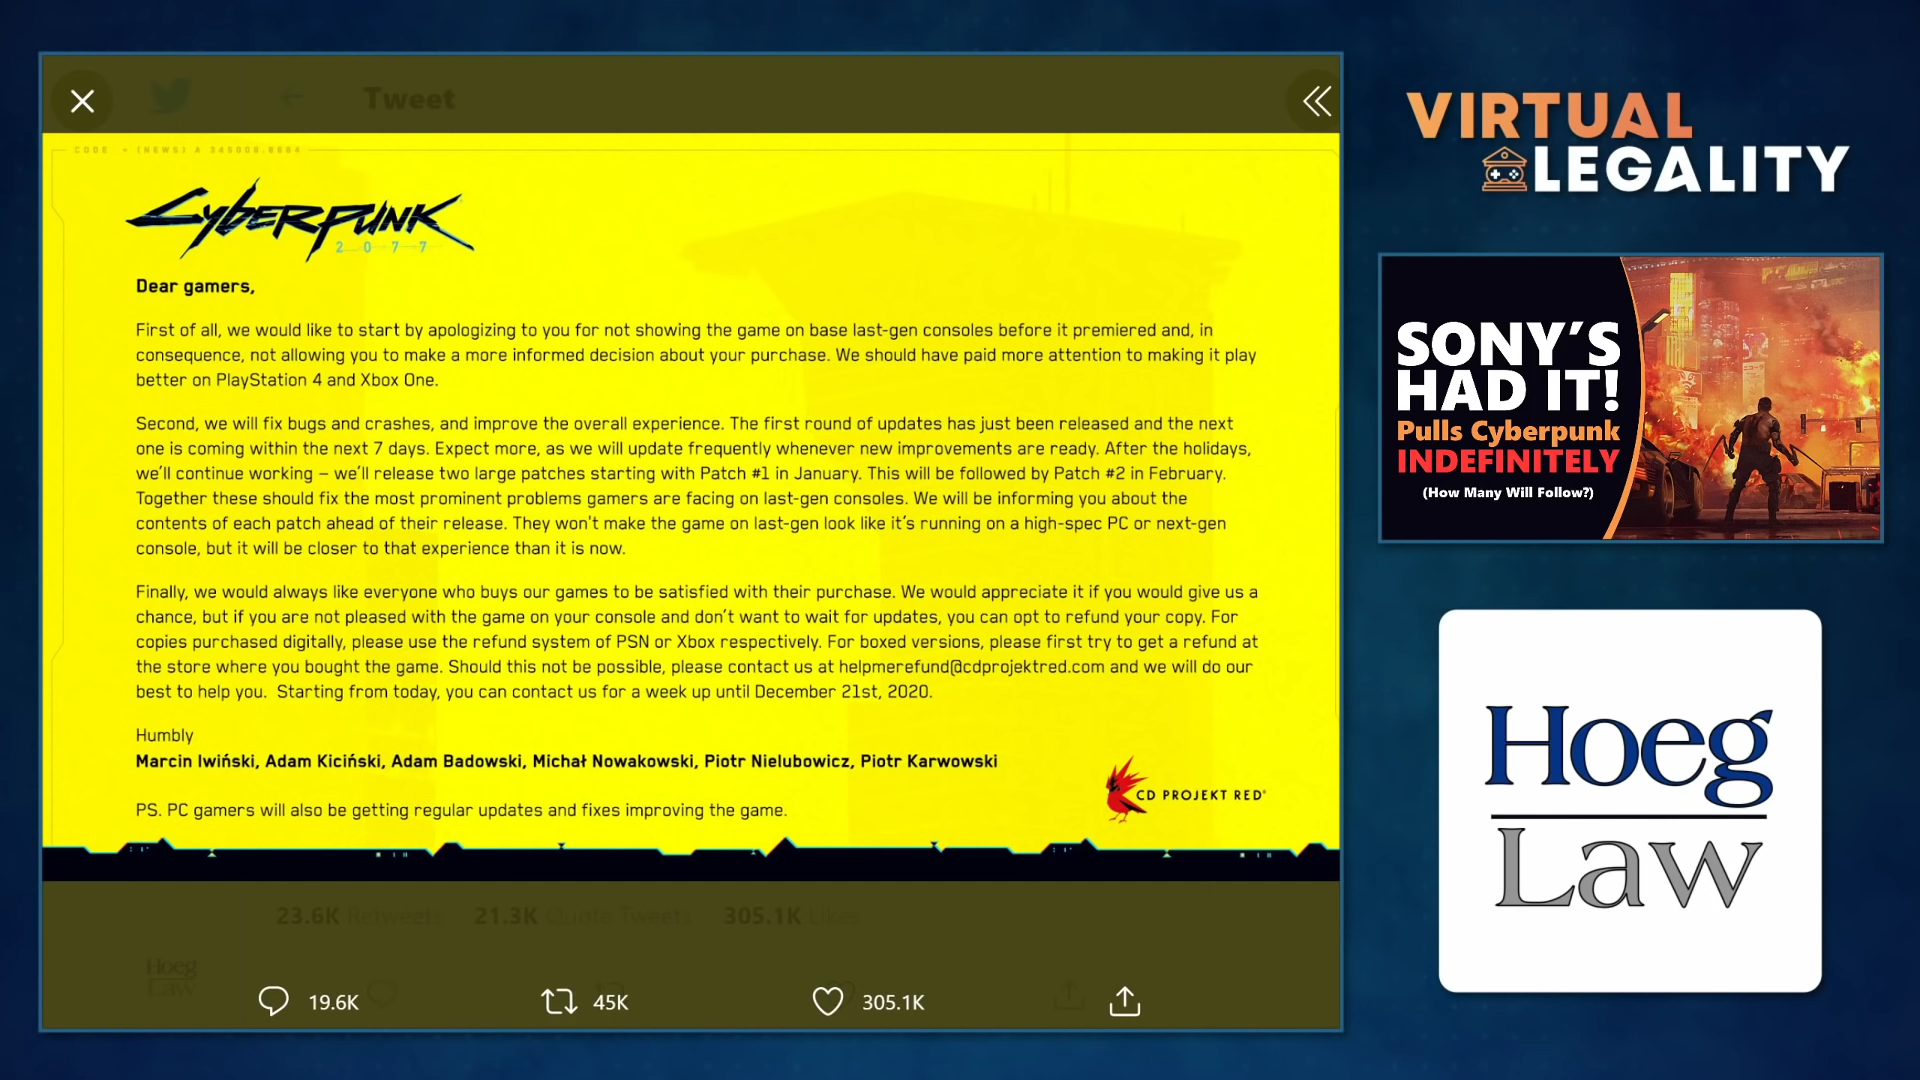 Tweet
CODE
Cyberpunk
2077
Dear gamers,
First of all, we would like to start by apologizing to you for not showing the game on base last-gen consoles before it premiered and, in
consequence, not allowing you to make a more informed decision about your purchase. We should have paid more attention to making it play
better on PlayStation 4 and Xbox One.
Second, we will fix bugs and crashes, and improve the overall experience. The first round of updates has just been released and the next
one is coming within the next 7 days. Expect more, as we will update frequently whenever new improvements are ready. After the holidays,
we'll continue working – we'll release two large patches starting with Patch #1 in January. This will be followed by Patch #2 in February.
Together these should fix the most prominent problems gamers are facing on last-gen consoles. We will be informing you about the
contents of each patch ahead of their release. They won't make the game on last-gen look like it's running on a high-spec PC or next-gen
console, but it will be closer to that experience than it is now.
Finally, we would always like everyone who buys our games to be satisfied with their purchase. We would appreciate it if you would give us a
chance, but if you are not pleased with the game on your console and don't want to wait for updates, you can opt to refund your copy. For
copies purchased digitally, please use the refund system of PSN or Xbox respectively. For boxed versions, please first try to get a refund at
the store where you bought the game. Should this not be possible, please contact us at helpmerefund@cdprojektred.com and we will do our
best to help you. Starting from today, you can contact us for a week up until December 21st, 2020.
Humbly
Marcin Iwiński, Adam Kiciński, Adam Badowski, Michał Nowakowski, Piotr Nielubowicz, Piotr Karwowski
CD PROJEKT RED®
PS. PC gamers will also be getting regular updates and fixes improving the game.
23.6K Retweets 21.3K Quote Tweets 305.1K Likes
Hoeg
Law
19.6K 45K 305.1K
VIRTUAL
LEGALITY
SONY'S
HAD IT!
Pulls Cyberpunk
INDEFINITELY
(How Many Will Follow?)
Hoeg
Law